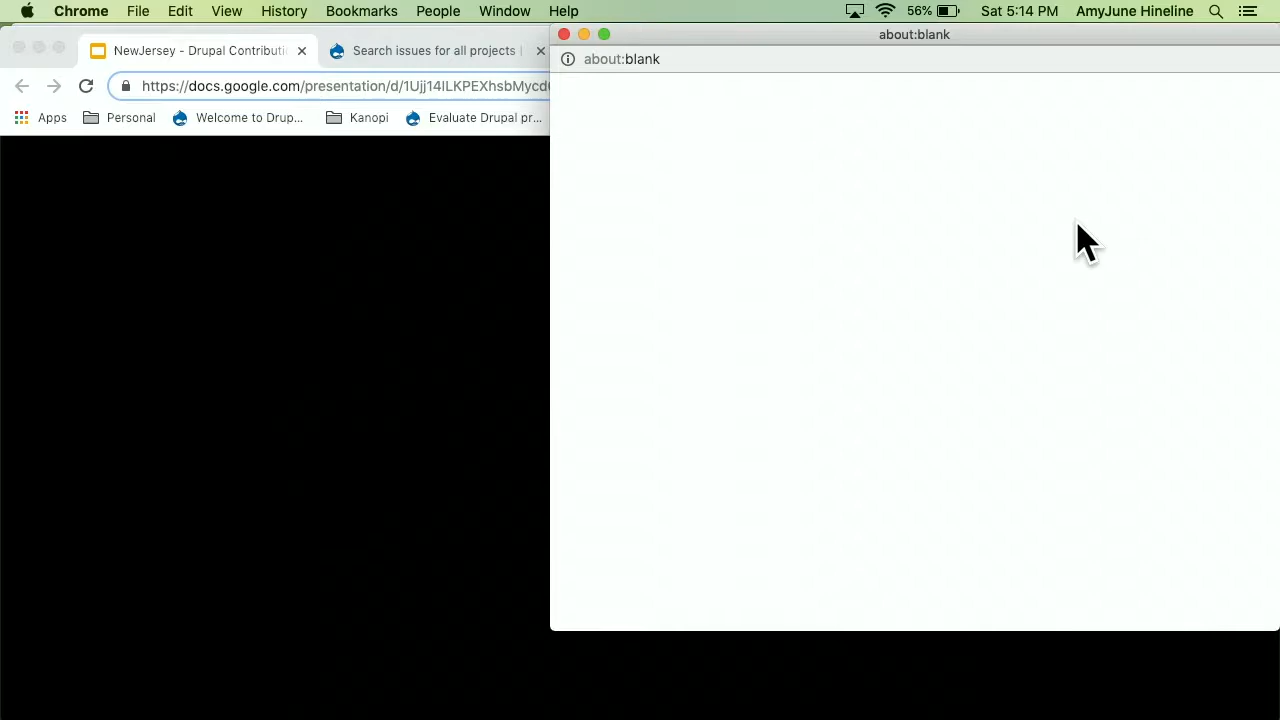 Chrome File Edit View History Bookmarks People Window Help 56% Sat 5:14 PM AmyJune Hineline
NewJersey - Drupal Contributi
Search issues for all projects |
about:blank
https://docs.google.com/presentation/d/1Ujj14ILKPEXhsbMycd
about:blank
Apps Personal Welcome to Drup... Kanopi Evaluate Drupal pr...